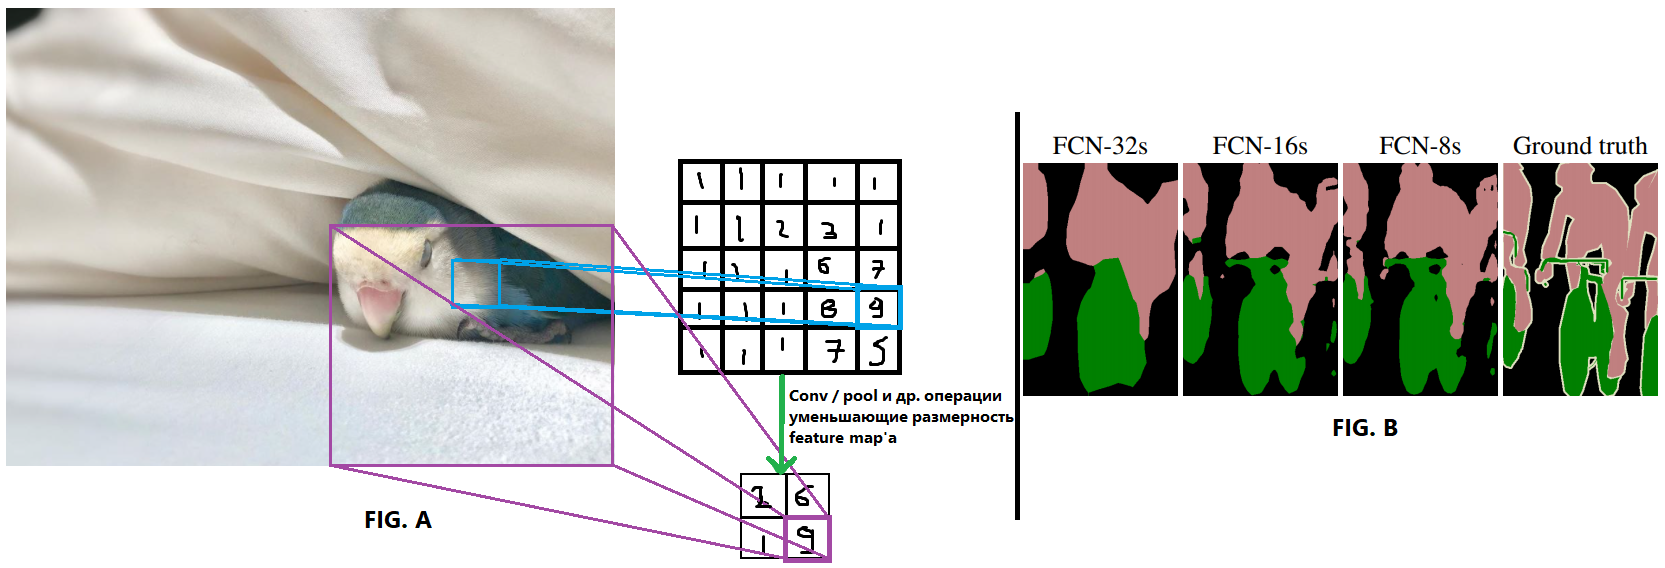 1 1 1 1 1
1 1 2 3 1
1 1 1 6 7
1 1 1 8 9
1 1 1 7 5
Conv / pool и др. операции
уменьшающие размерность
feature map'а
2 6
1 9
FIG. A
FCN-32s FCN-16s FCN-8s Ground truth
FIG. B